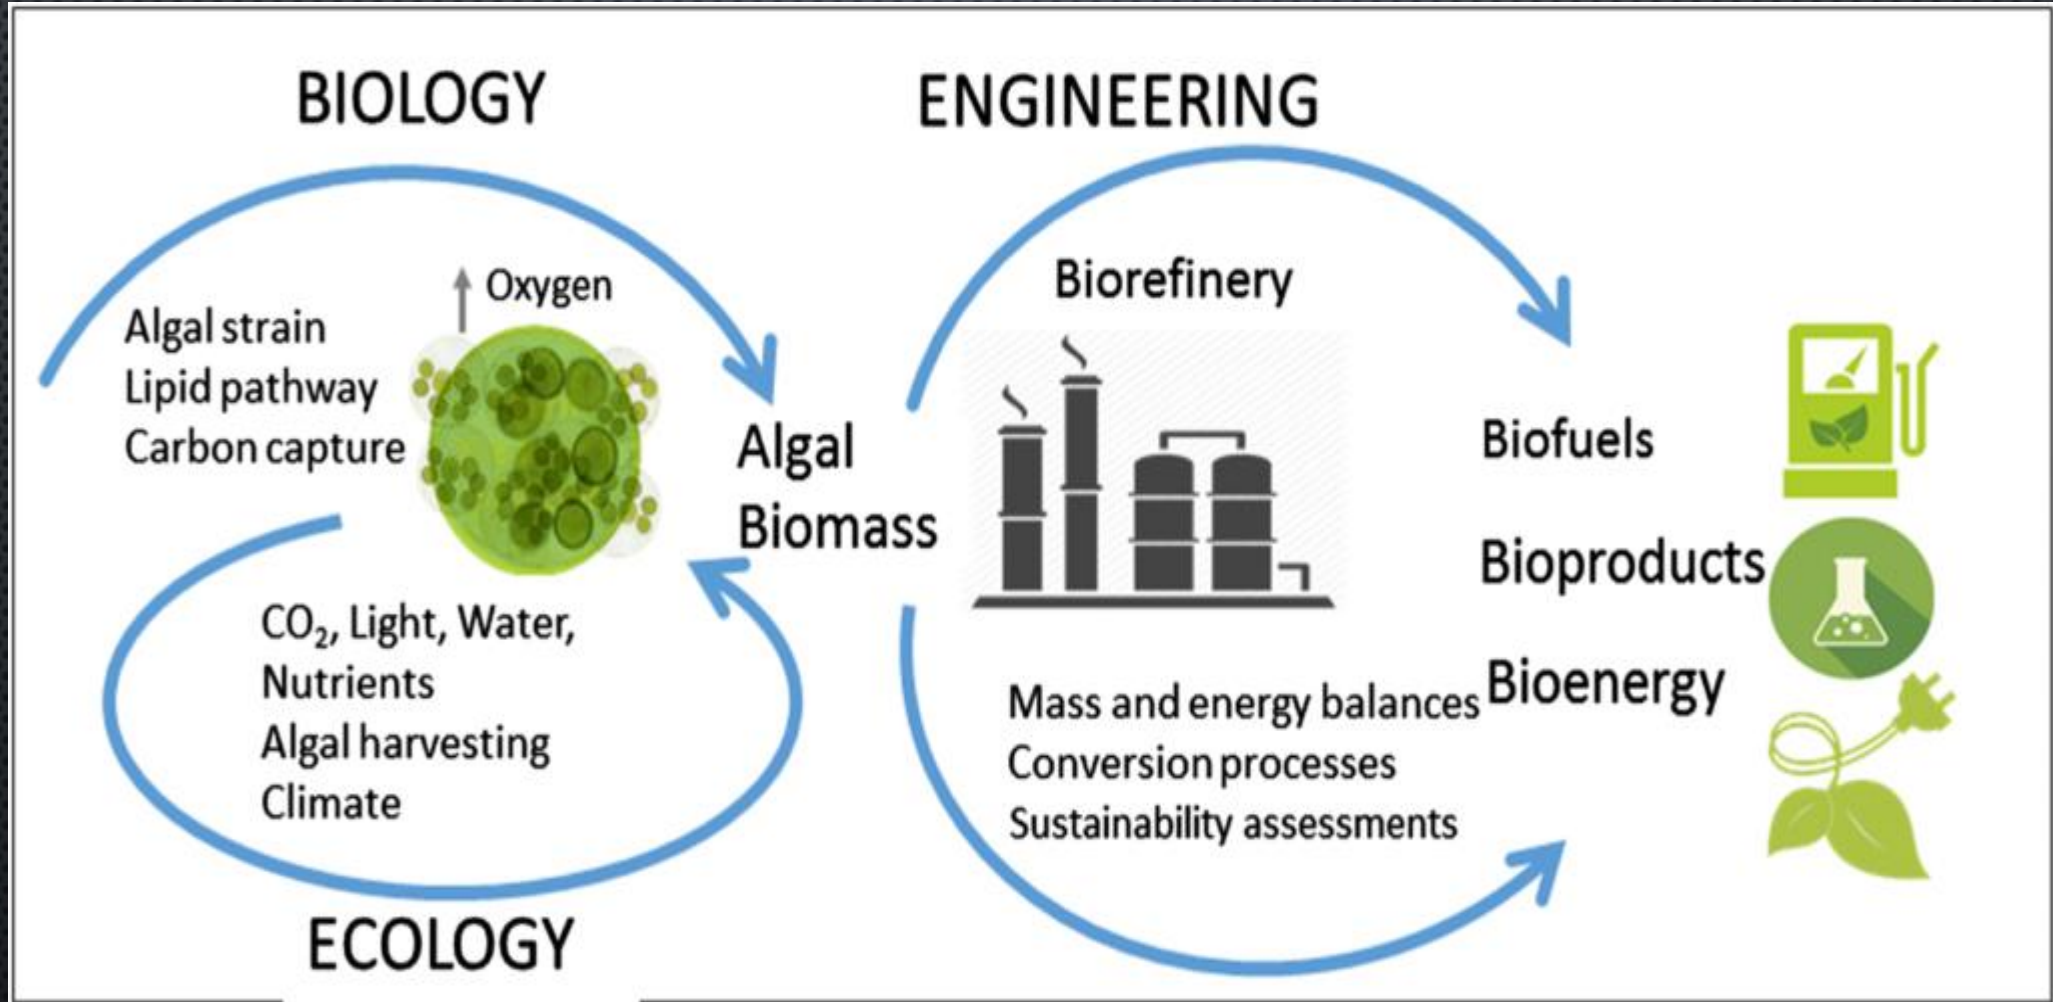 BIOLOGY
ENGINEERING
Oxygen
Algal strain
Lipid pathway
Carbon capture
Algal
Biomass
CO₂, Light, Water,
Nutrients
Algal harvesting
Climate
ECOLOGY
Biorefinery
Mass and energy balances
Conversion processes
Sustainability assessments
Biofuels
Bioproducts
Bioenergy